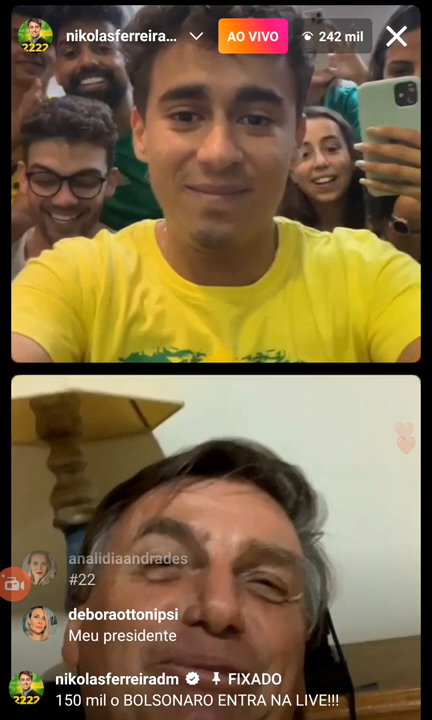 nikolasferreira...
AO VIVO
242 mil
2222
analidiaandrades
#22
deboraottonipsi
Meu presidente
nikolasferreiradm FIXADO
150 mil o BOLSONARO ENTRA NA LIVE!!!
2222